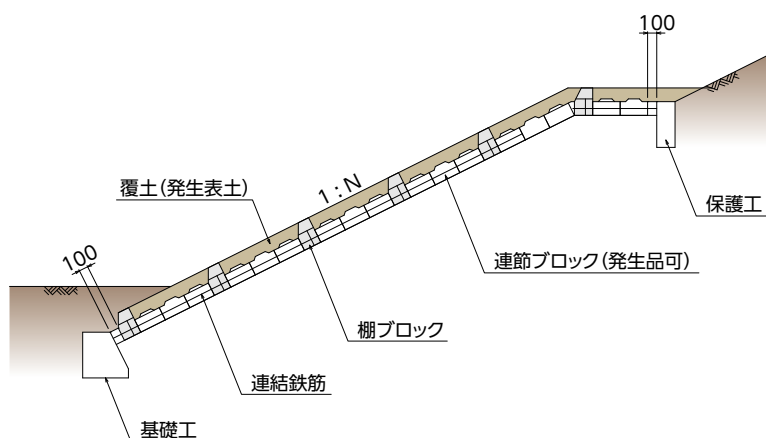 100
1：N
覆土(発生表土)
保護工
連節ブロック(発生品可)
100
棚ブロック
連結鉄筋
基礎工